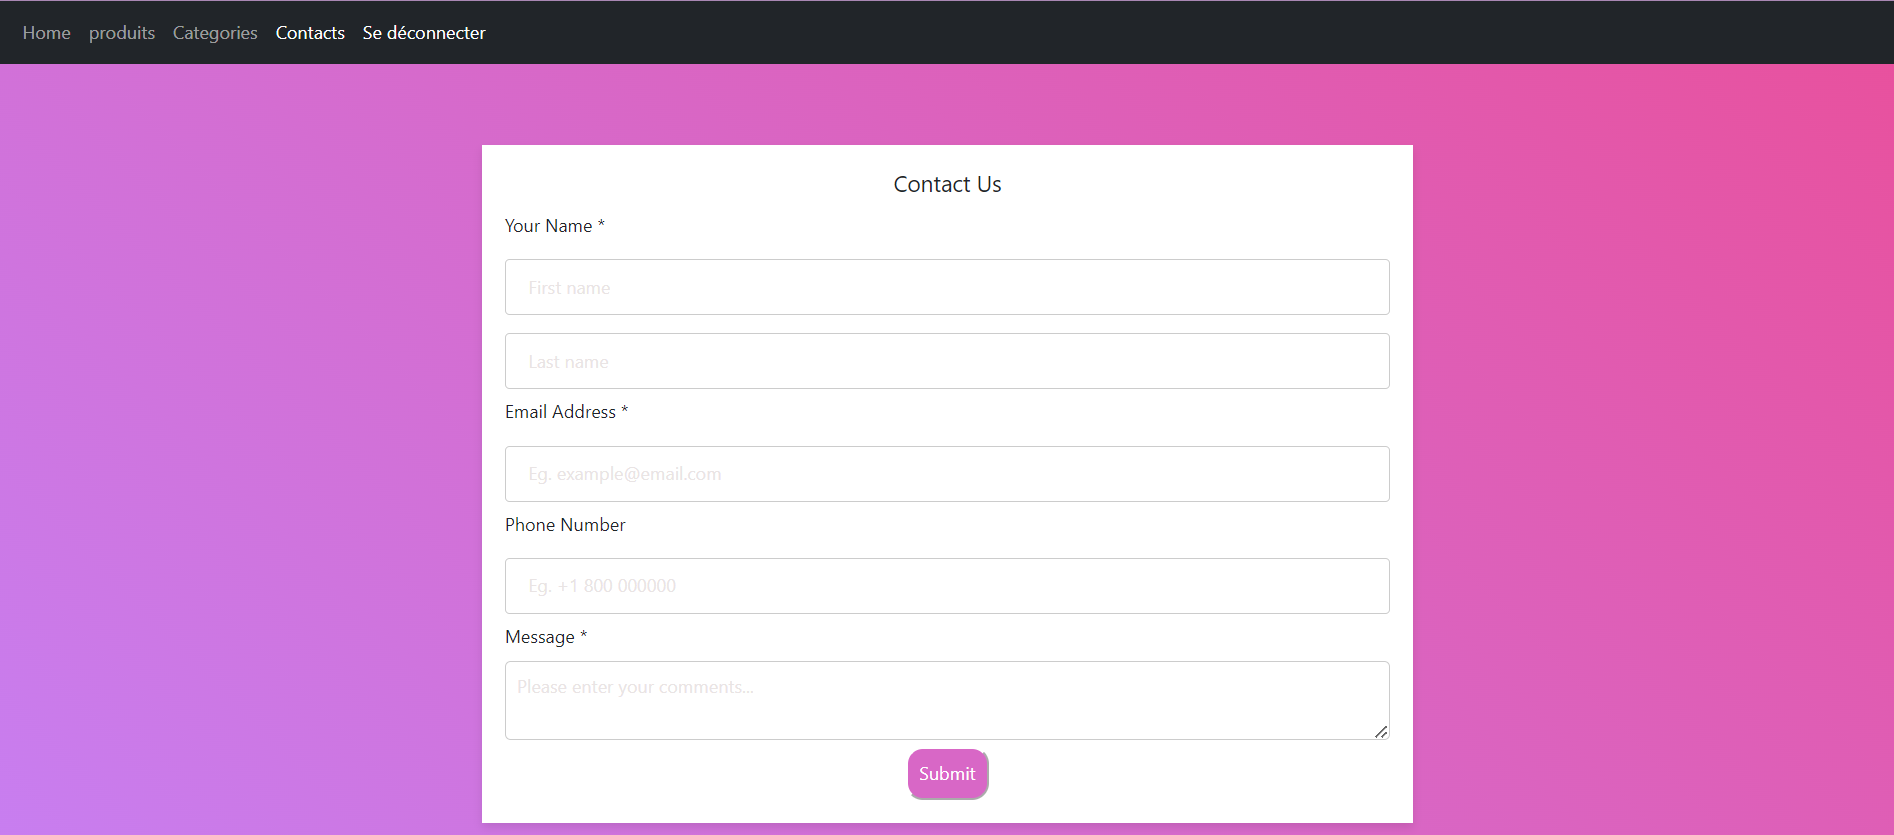 Home produits Categories Contacts Se déconnecter
Contact Us
Your Name *
First name
Last name
Email Address *
Eg. example@email.com
Phone Number
Eg. +1 800 000000
Message *
Please enter your comments...
Submit